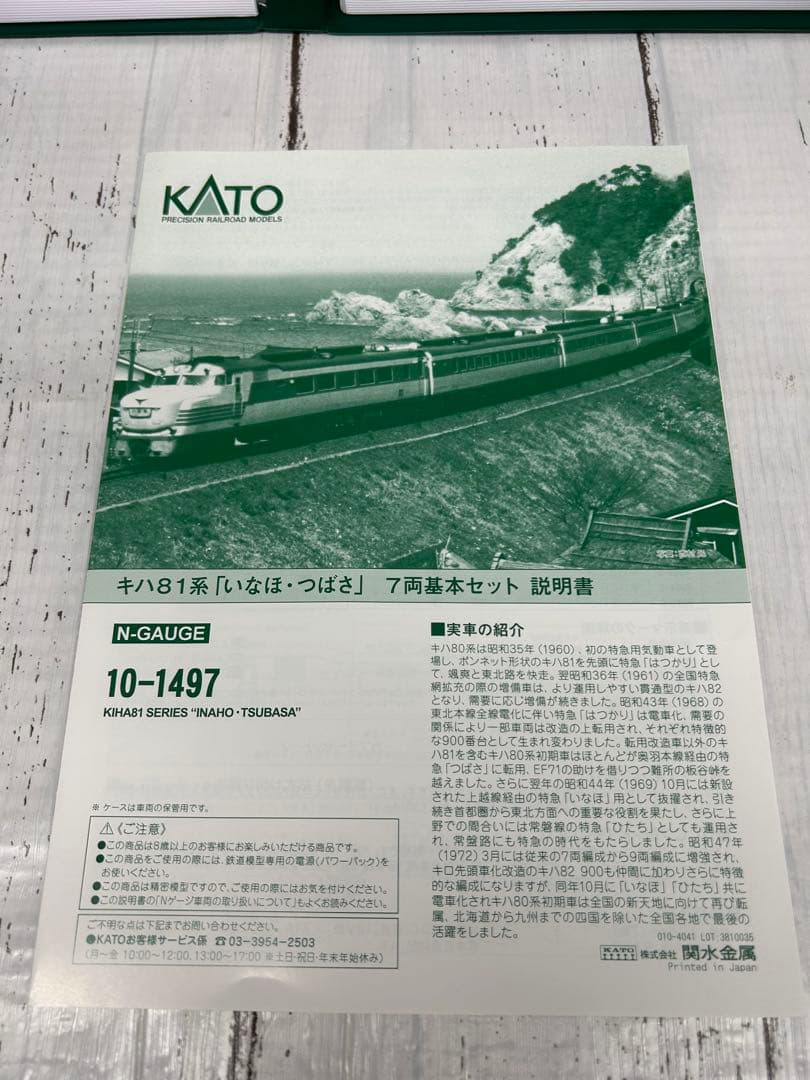 KATO
PRECISION RAILROAD MODELS
キハ81系「いなほ・つばさ」 7両基本セット 説明書
N-GAUGE
10-1497
KIHA81 SERIES “INAHO・TSUBASA”
※ ケースは車両の保管用です。
⚠《ご注意》
●この商品は8歳以上のお客様にお楽しみいただける商品です。
●この商品をご使用の際には、鉄道模型専用の電源(パワーパック)を
お使いください。
●この商品は精密模型ですので、ご使用の際にはお気を付けください。
●この説明書の「Nゲージ車両の取り扱いについて」もよくお読みください。
ご不明な点は下記までお問い合わせください。
●KATOお客様サービス係 ☎03-3954-2503
(月～金 10:00～12:00、13:00～17:00 ※土日・祝日・年末年始休み)
■実車の紹介
キハ80系は昭和35年(1960)、初の特急用気動車として登
場し、ボンネット形状のキハ81を先頭に特急「はつかり」とし
て、颯爽と東北路を快走。翌昭和36年(1961)の全国特急
網拡充の際の増備車は、より運用しやすい貫通型のキハ82
となり、需要に応じ増備が続きました。昭和43年(1968)の
東北本線全線電化に伴い特急「はつかり」は電車化、需要の
関係により一部車両は改造の上転用され、それぞれ特徴的
な900番台として生まれ変わりました。転用改造車以外のキ
ハ81を含むキハ80系初期車はほとんどが奥羽本線経由の特
急「つばさ」に転用、EF71の助けを借りつつ難所の板谷峠を
越えました。さらに翌年の昭和44年(1969)10月には新設
された上越線経由の特急「いなほ」用として抜擢され、引き
続き首都圏から東北方面への重要な役割を果たし、さらに上
野での間合いには常磐線の特急「ひたち」としても運用さ
れ、常磐路にも特急の時代をもたらしました。昭和47年
(1972)3月には従来の7両編成から9両編成に増強され、
キロ先頭車化改造のキハ82 900も仲間に加わりさらに特徴
的な編成になりますが、同年10月に「いなほ」「ひたち」共に
電車化されキハ80系初期車は全国の新天地に向けて再び転
属、北海道から九州までの四国を除いた全国各地で最後の
活躍をしました。
010-4041 LOT:3810035
KATO 株式会社 関水金属
Printed in Japan